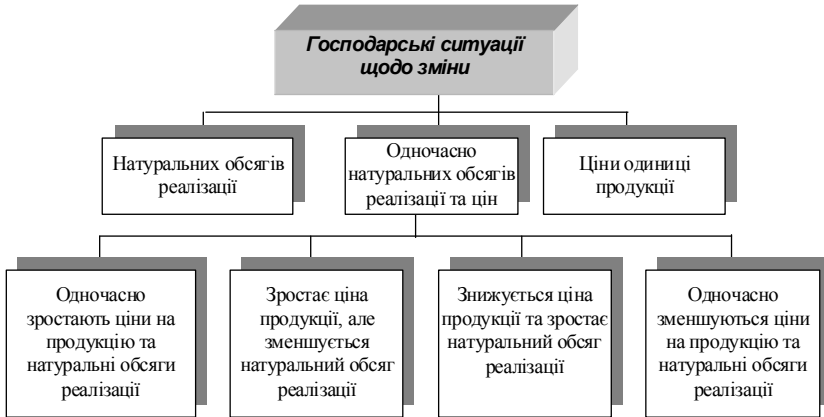 Господарські ситуації
щодо зміни
Натуральних обсягів
реалізації
Одночасно
натуральних обсягів
реалізації та цін
Ціни одиниці
продукції
Одночасно
зростають ціни на
продукцію та
натуральні обсяги
реалізації
Зростає ціна
продукції, але
зменшується
натуральний обсяг
реалізації
Знижується ціна
продукції та зростає
натуральний обсяг
реалізації
Одночасно
зменшуються ціни
на продукцію та
натуральні обсяги
реалізації